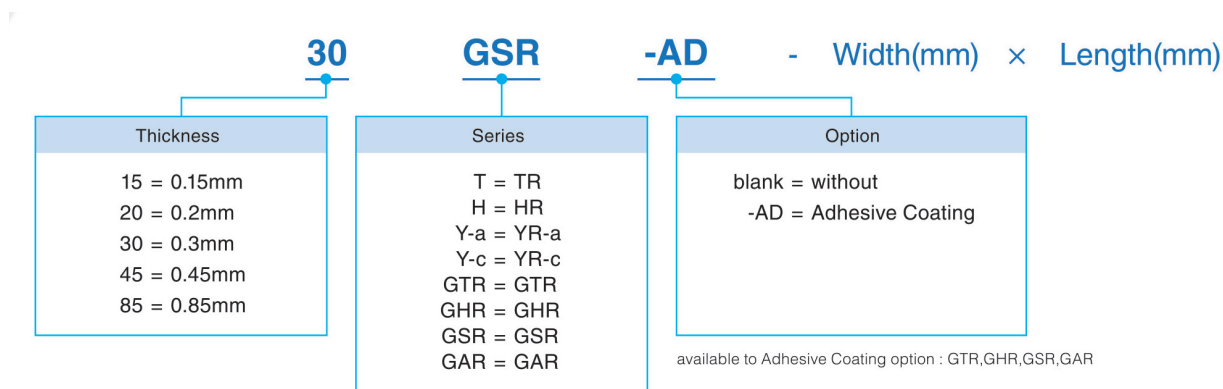 30 GSR -AD - Width(mm) × Length(mm)
Thickness
15 = 0.15mm
20 = 0.2mm
30 = 0.3mm
45 = 0.45mm
85 = 0.85mm
Series
T = TR
H = HR
Y-a = YR-a
Y-c = YR-c
GTR = GTR
GHR = GHR
GSR = GSR
GAR = GAR
Option
blank = without
-AD = Adhesive Coating
available to Adhesive Coating option : GTR,GHR,GSR,GAR